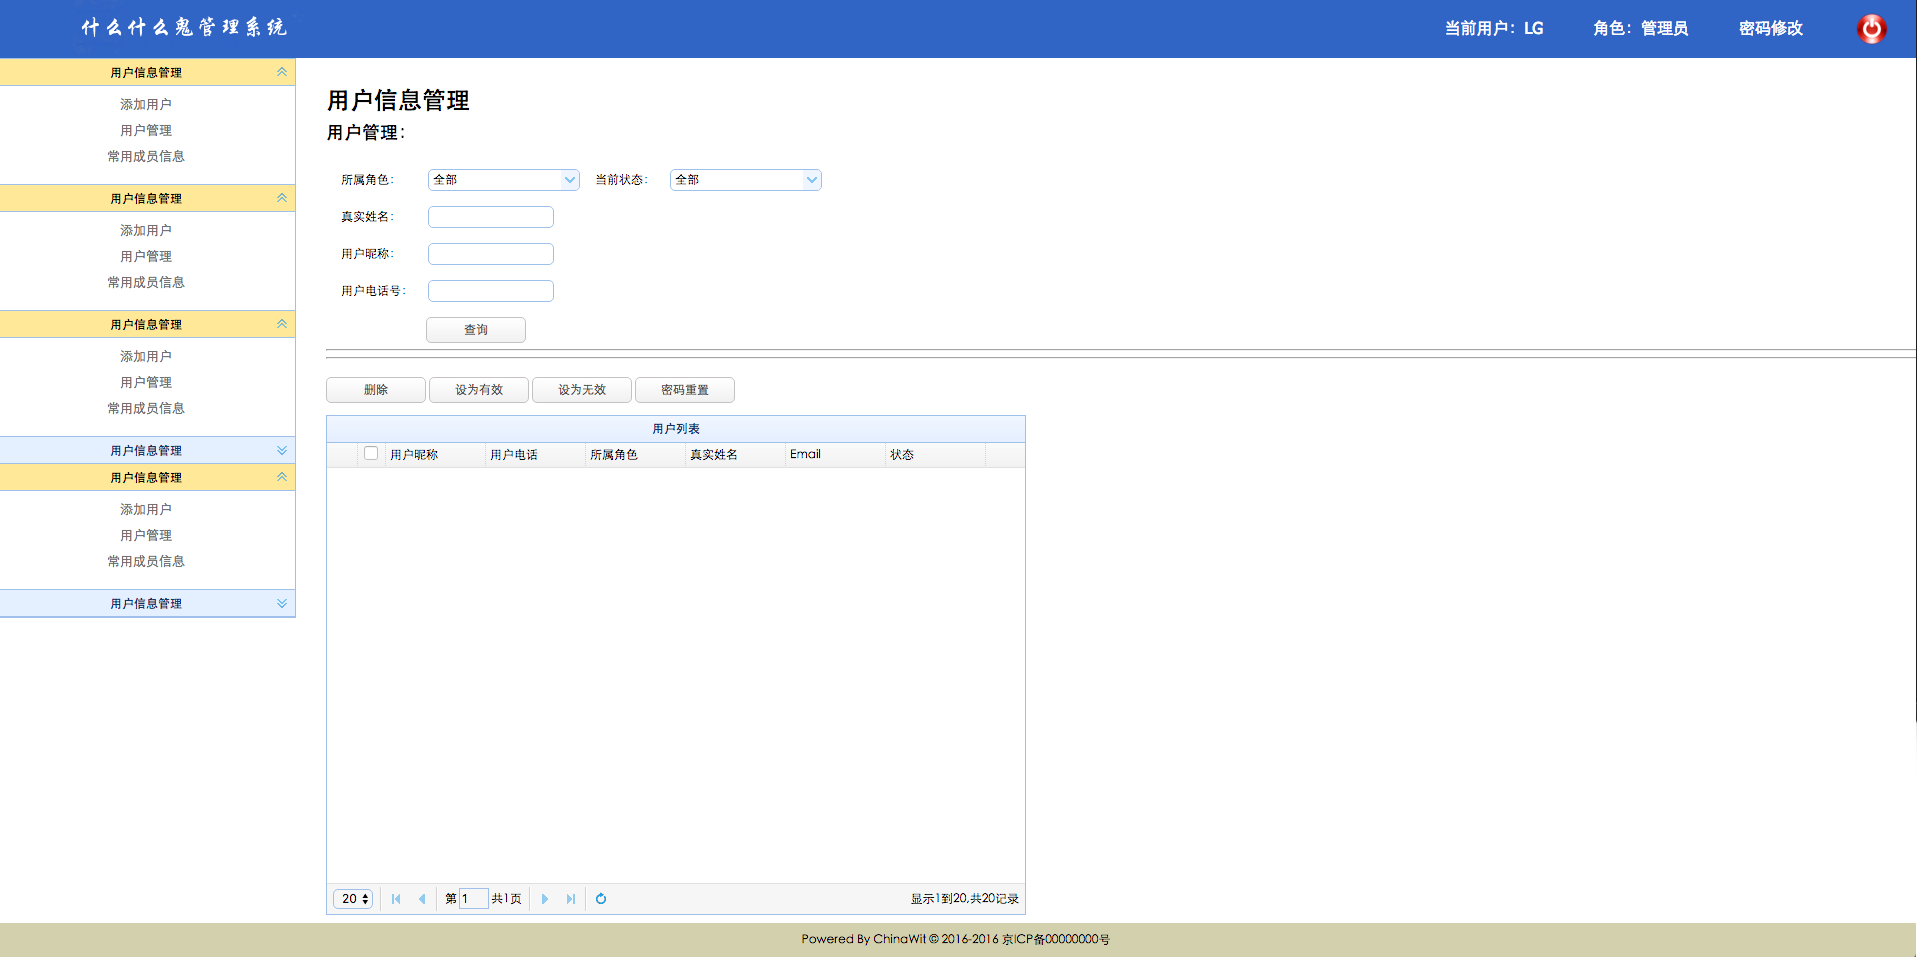 什么什么鬼管理系统
当前用户：LG 角色：管理员 密码修改
用户信息管理
添加用户
用户管理
常用成员信息
用户信息管理
添加用户
用户管理
常用成员信息
用户信息管理
添加用户
用户管理
常用成员信息
用户信息管理
用户信息管理
添加用户
用户管理
常用成员信息
用户信息管理
用户信息管理
用户管理：
所属角色： 全部 当前状态： 全部
真实姓名：
用户昵称：
用户电话号：
查询
删除 设为有效 设为无效 密码重置
用户列表
用户昵称 用户电话 所属角色 真实姓名 Email 状态
20 第 1 共1页 显示1到20,共20记录
Powered By ChinaWit © 2016-2016 京ICP备00000000号